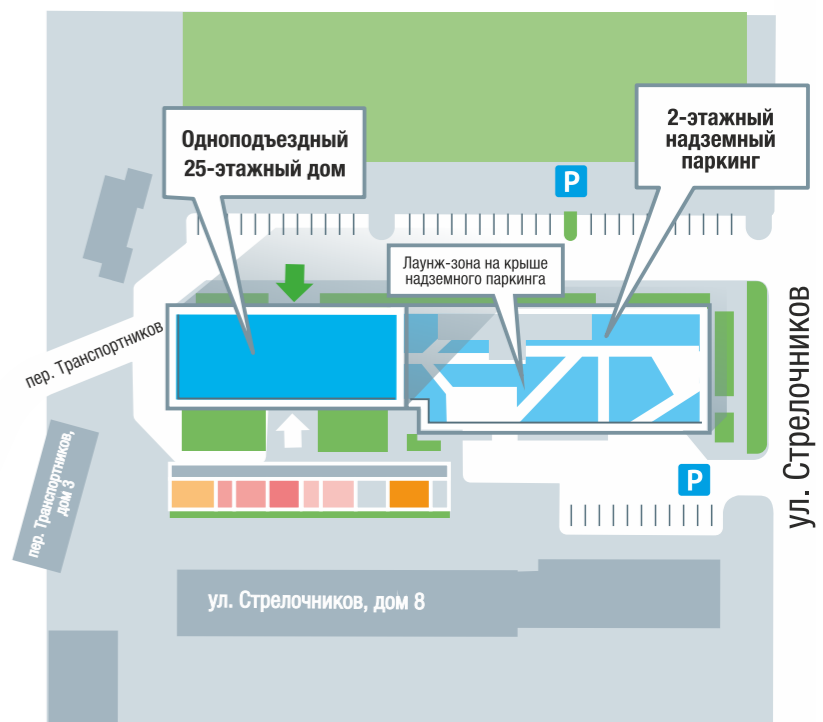 Одноподъездный
25-этажный дом
2-этажный
надземный
паркинг
P
Лаунж-зона на крыше
надземного паркинга
пер. Транспортников
ул. Стрелочников
пер. Транспортников,
дом 3
P
ул. Стрелочников, дом 8